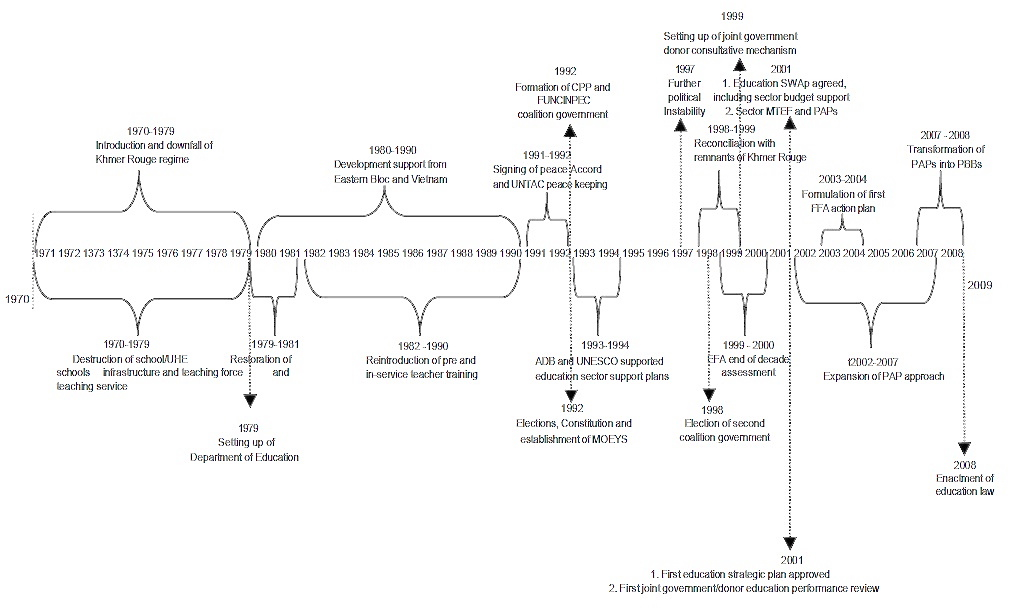 1999
Setting up of joint government
donor consultative mechanism
1992
Formation of CPP and
FUNCINPEC
coalition government
1997
Further
political
Instability
2001
1. Education SWAp agreed,
including sector budget support
2. Sector MTEF and PAPs
1970-1979
Introduction and downfall of
Khmer Rouge regime
1980-1990
Development support from
Eastern Bloc and Vietnam
1991-1992
Signing of peace Accord
and UNTAC peace keeping
1998-1999
Reconciliation with
remnants of Khmer Rouge
2003-2004
Formulation of first
FFA action plan
2007 -2008
Transformation of
PAPs into PBBs
1971 1972 1373 1374 1975 1976 1977 1978 1979 1980 1981 1982 1983 1984 1985 1966 1987 1988 1989 1990 1991 1992 1993 1994 1995 1996 1997 1998 1999 2000 2001 2002 2003 2004 2005 2006 2007 2008
1970
2009
1970-1979
Destruction of school/UHE
schools infrastructure and leaching force
leaching service
1979-1981
Restoration of
and
1982 -1990
Reintroduction of pre and
in-service leacher training
1993-1994
ADB and UNESCO supported
education sector support plans
1999 - 2000
EFA end of decade
assessment
t2002-2007
Expansion of PAP approach
1979
Setting up of
Department of Education
1992
Elections, Constitution and
establishment of MOEYS
1998
Election of second
coalition government
2008
Enactment of
education law
2001
1. First education strategic plan approved
2. First joint government/donor education performance review